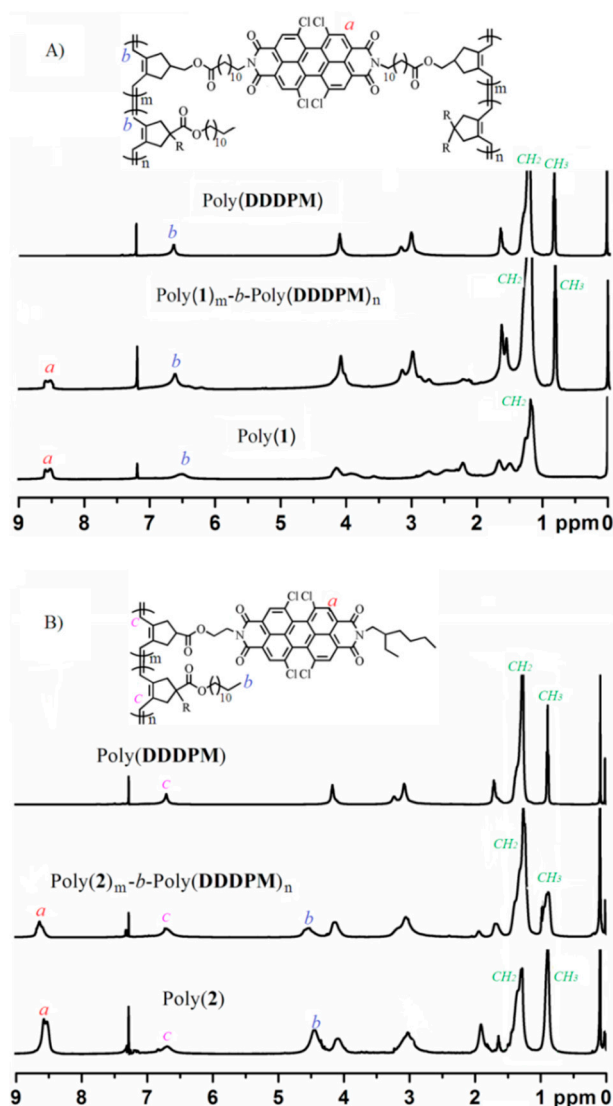 A)
Cl Cl a
b
O O
O N N O
10 10
O O O O
m Cl Cl m
b O
O
10
R R
n R n
CH2 CH3
Poly(DDDPM)
b
CH2 CH3
Poly(1)m-b-Poly(DDDPM)n
a b
CH2
Poly(1)
a b
9 8 7 6 5 4 3 2 1 ppm 0
B)
Cl Cl a
c
O O O
O N N
m O Cl Cl O
O b
c O
10
n R
CH2
CH3
Poly(DDDPM)
c
CH2
CH3
Poly(2)m-b-Poly(DDDPM)n
a c b
CH2 CH3
Poly(2)
a b
c
9 8 7 6 5 4 3 2 1 ppm 0